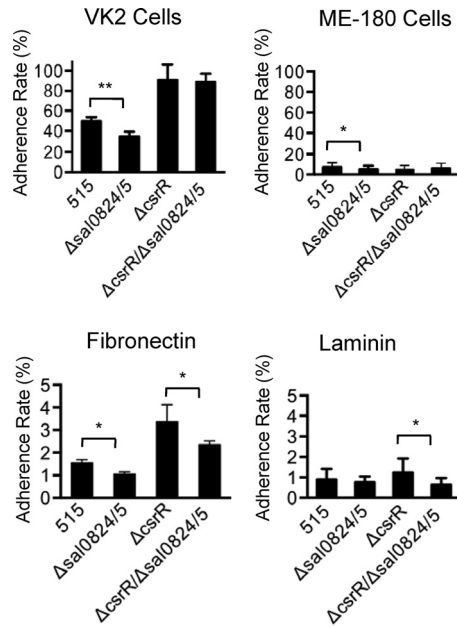 VK2 Cells
Adherence Rate (%)
100
80
60
40
20
0
**
515
Δsal0824/5
ΔcsrR
ΔcsrR/Δsal0824/5
ME-180 Cells
Adherence Rate (%)
100
80
60
40
20
0
*
515
Δsal0824/5
ΔcsrR
ΔcsrR/Δsal0824/5
Fibronectin
Adherence Rate (%)
5
4
3
2
1
0
*
*
515
Δsal0824/5
ΔcsrR
ΔcsrR/Δsal0824/5
Laminin
Adherence Rate (%)
5
4
3
2
1
0
*
515
Δsal0824/5
ΔcsrR
ΔcsrR/Δsal0824/5